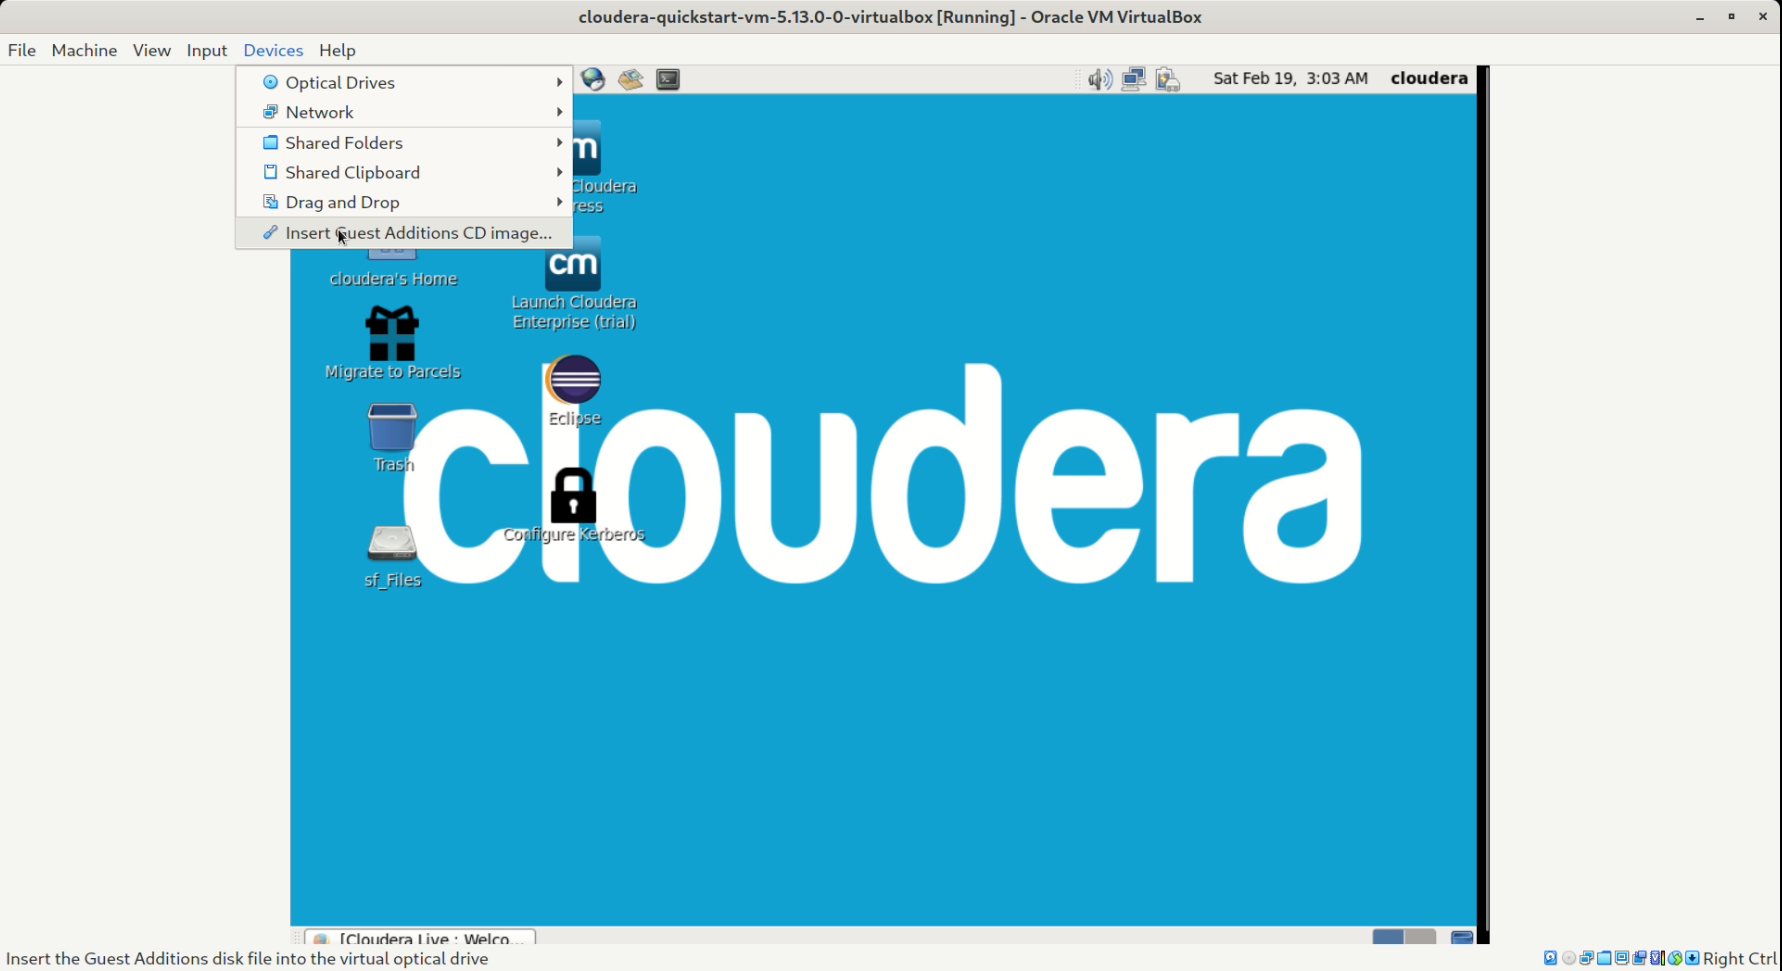 cloudera-quickstart-vm-5.13.0-0-virtualbox [Running] - Oracle VM VirtualBox
File Machine View Input Devices Help
Optical Drives
Network
Shared Folders
Shared Clipboard
Drag and Drop
Insert Guest Additions CD image...
Sat Feb 19, 3:03 AM cloudera
cm
Cloudera
ress
cloudera's Home
cm
Launch Cloudera
Enterprise (trial)
Migrate to Parcels
Eclipse
Trash
cloudera
Configure Kerberos
sf_Files
[Cloudera Live : Welco...
Insert the Guest Additions disk file into the virtual optical drive
Right Ctrl